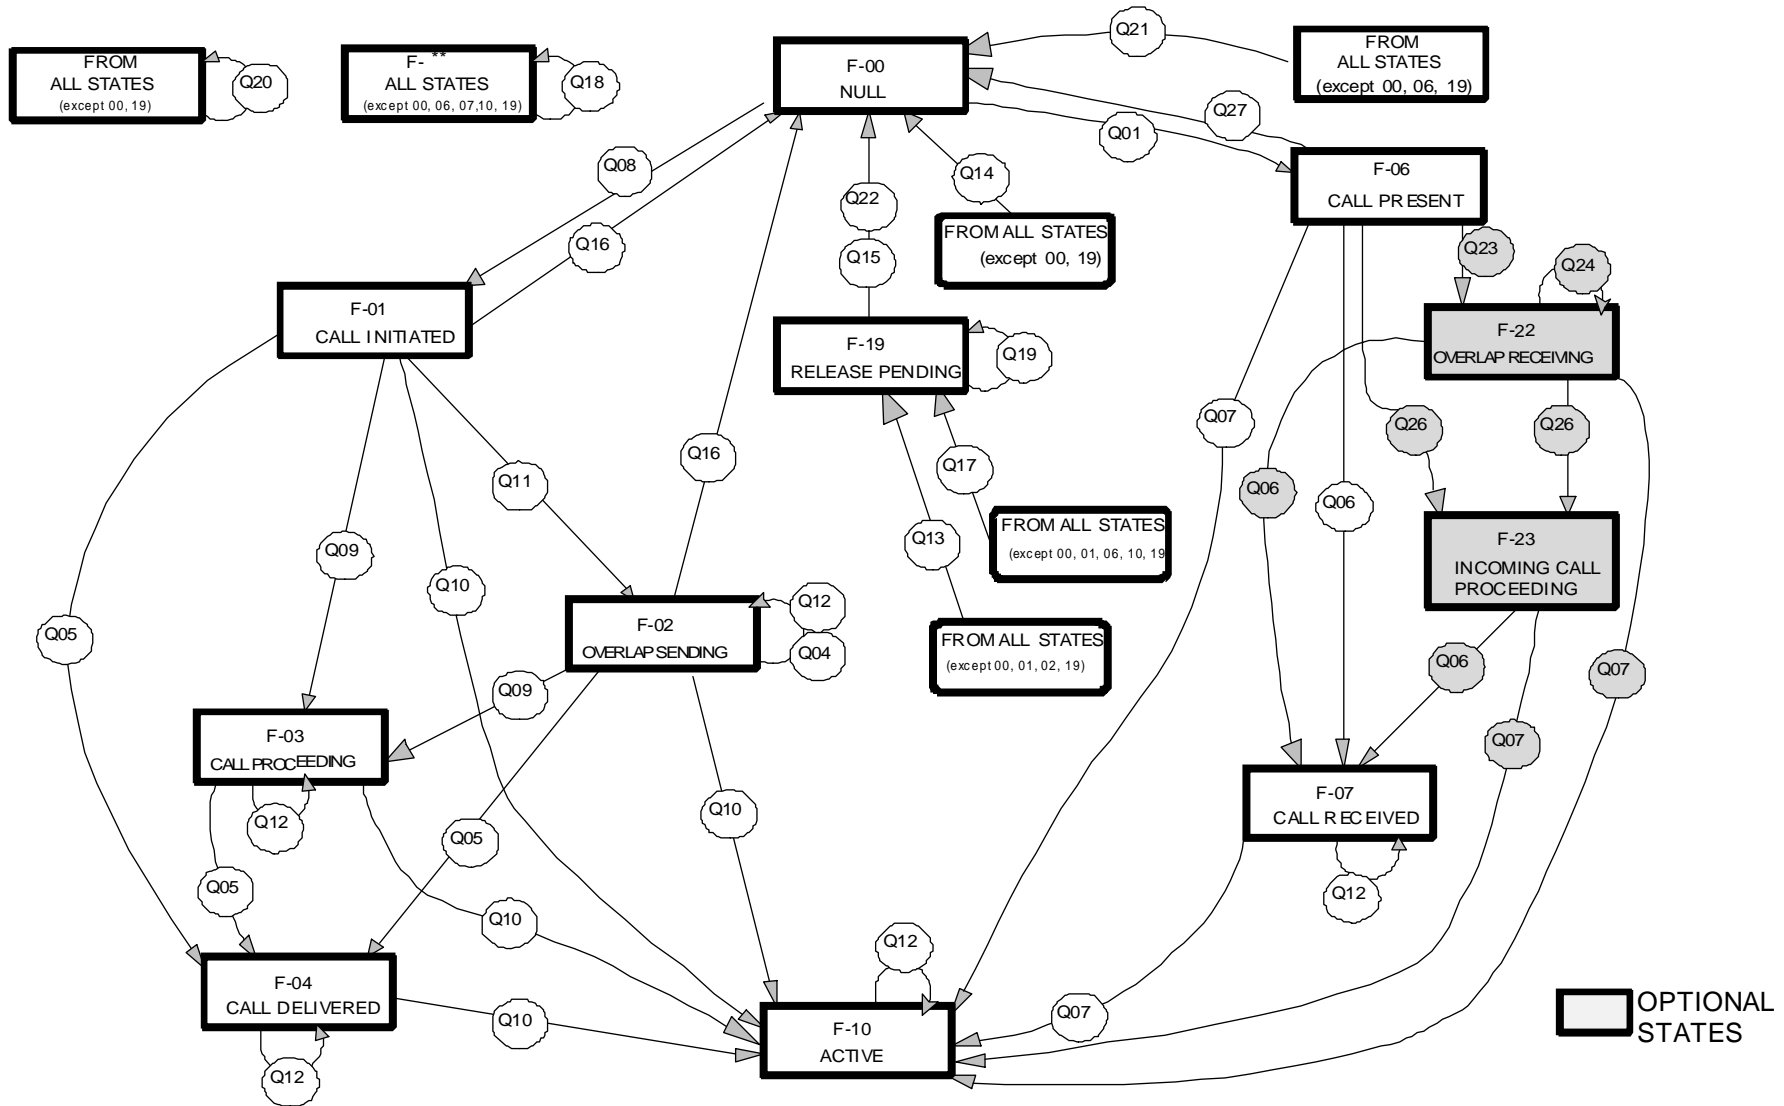 FROM
ALL STATES
(except 00, 19)
Q20
F- **
ALL STATES
(except 00, 06, 07,10, 19)
Q18
F-00
NULL
Q21
FROM
ALL STATES
(except 00, 06, 19)
Q27
Q01
F-06
CALL PRESENT
Q08
Q16
Q22
Q15
Q14
FROM ALL STATES
(except 00, 19)
Q23
Q24
F-01
CALL INITIATED
F-19
RELEASE PENDING
Q19
F-22
OVERLAP RECEIVING
Q07
Q26
Q26
Q16
Q11
Q17
Q06
Q06
FROM ALL STATES
(except 00, 01, 06, 10, 19
Q13
Q09
Q10
F-23
INCOMING CALL
PROCEEDING
Q12
Q04
F-02
OVERLAP SENDING
Q05
FROM ALL STATES
(except 00, 01, 02, 19)
Q06
Q07
Q09
F-03
CALL PROCEEDING
Q12
Q07
F-07
CALL RECEIVED
Q12
Q10
Q05
Q05
Q10
Q12
F-04
CALL DELIVERED
Q12
Q10
F-10
ACTIVE
Q07
OPTIONAL
STATES